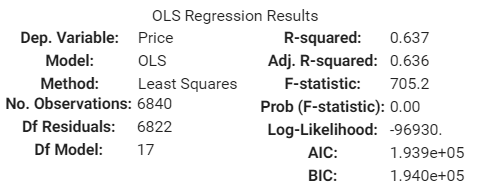 OLS Regression Results
Dep. Variable: Price R-squared: 0.637
Model: OLS Adj. R-squared: 0.636
Method: Least Squares F-statistic: 705.2
No. Observations: 6840 Prob (F-statistic): 0.00
Df Residuals: 6822 Log-Likelihood: -96930.
Df Model: 17 AIC: 1.939e+05
BIC: 1.940e+05